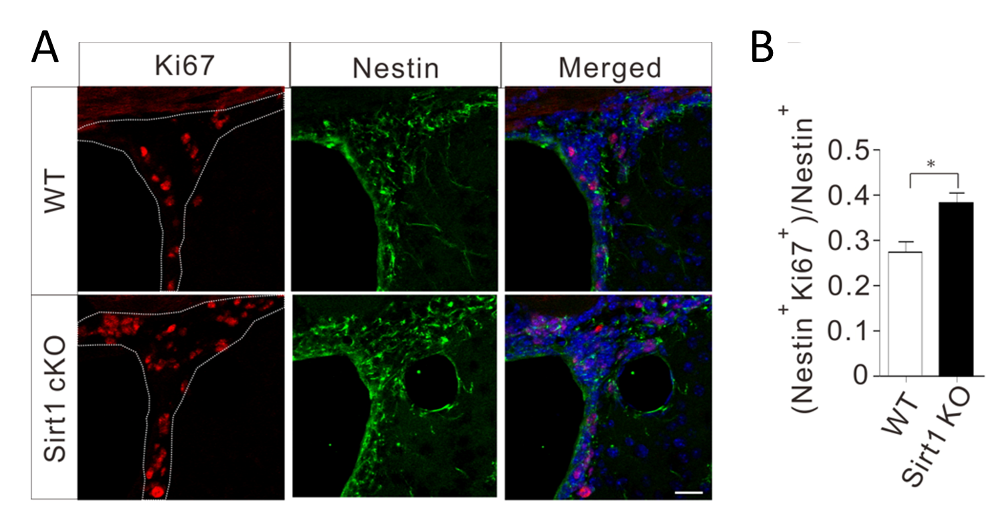 A
Ki67
Nestin
Merged
WT
Sirt1 cKO
B
(Nestin⁺Ki67⁺)/Nestin⁺
0.5
0.4
0.3
0.2
0.1
0
*
WT
Sirt1 KO